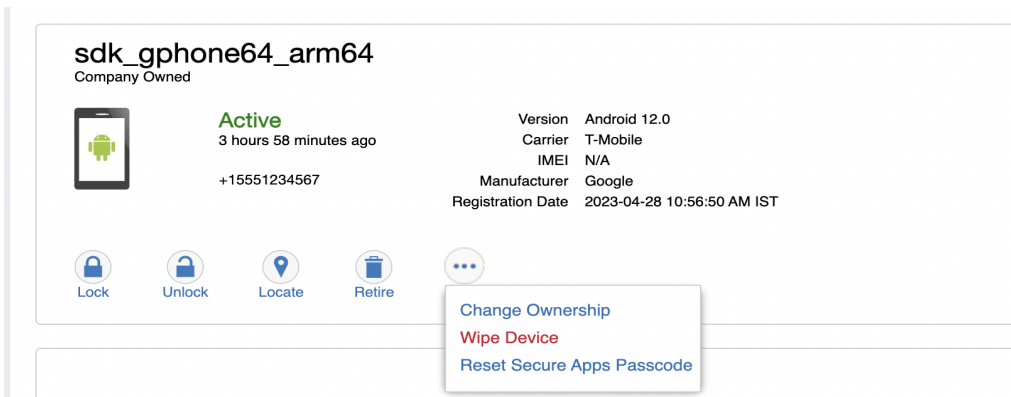 sdk_gphone64_arm64
Company Owned
Active
3 hours 58 minutes ago
+15551234567
Version Android 12.0
Carrier T-Mobile
IMEI N/A
Manufacturer Google
Registration Date 2023-04-28 10:56:50 AM IST
Lock Unlock Locate Retire
Change Ownership
Wipe Device
Reset Secure Apps Passcode